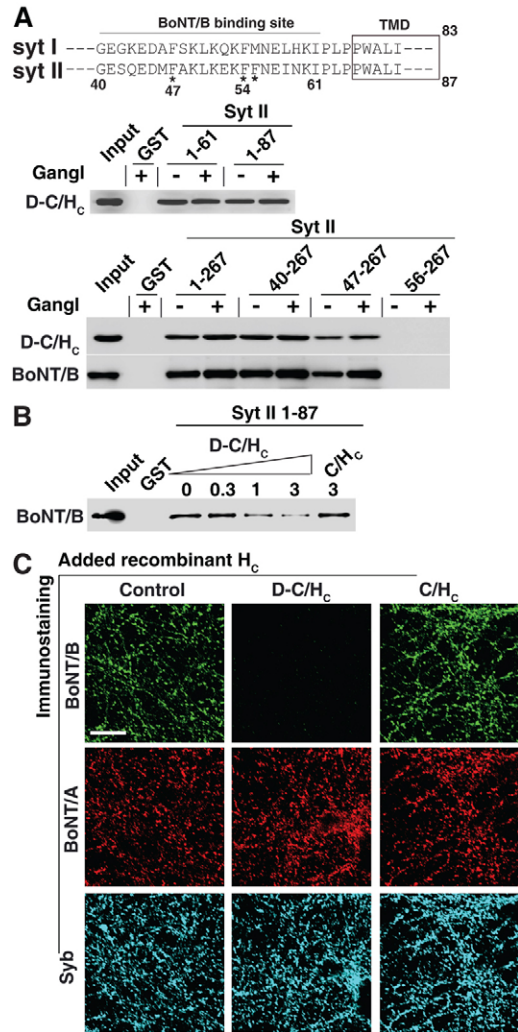 A
BoNT/B binding site TMD
83
syt I ---GEGKEDAFSKLKQKFMNELHKIPLPPWALI---
syt II ---GESQEDMFAKLKEKFFNEINKIPLPPWALI---
* * *
40 47 54 61 87
Syt II
Input GST 1-61 1-87
Gangl + - + - +
D-C/HC
Syt II
Input GST 1-267 40-267 47-267 56-267
Gangl + - + - + - + - +
D-C/HC
BoNT/B
B
Syt II 1-87
D-C/HC
Input GST C/HC
0 0.3 1 3 3
BoNT/B
C
Added recombinant HC
Control D-C/HC C/HC
Immunostaining
BoNT/B
BoNT/A
Syb